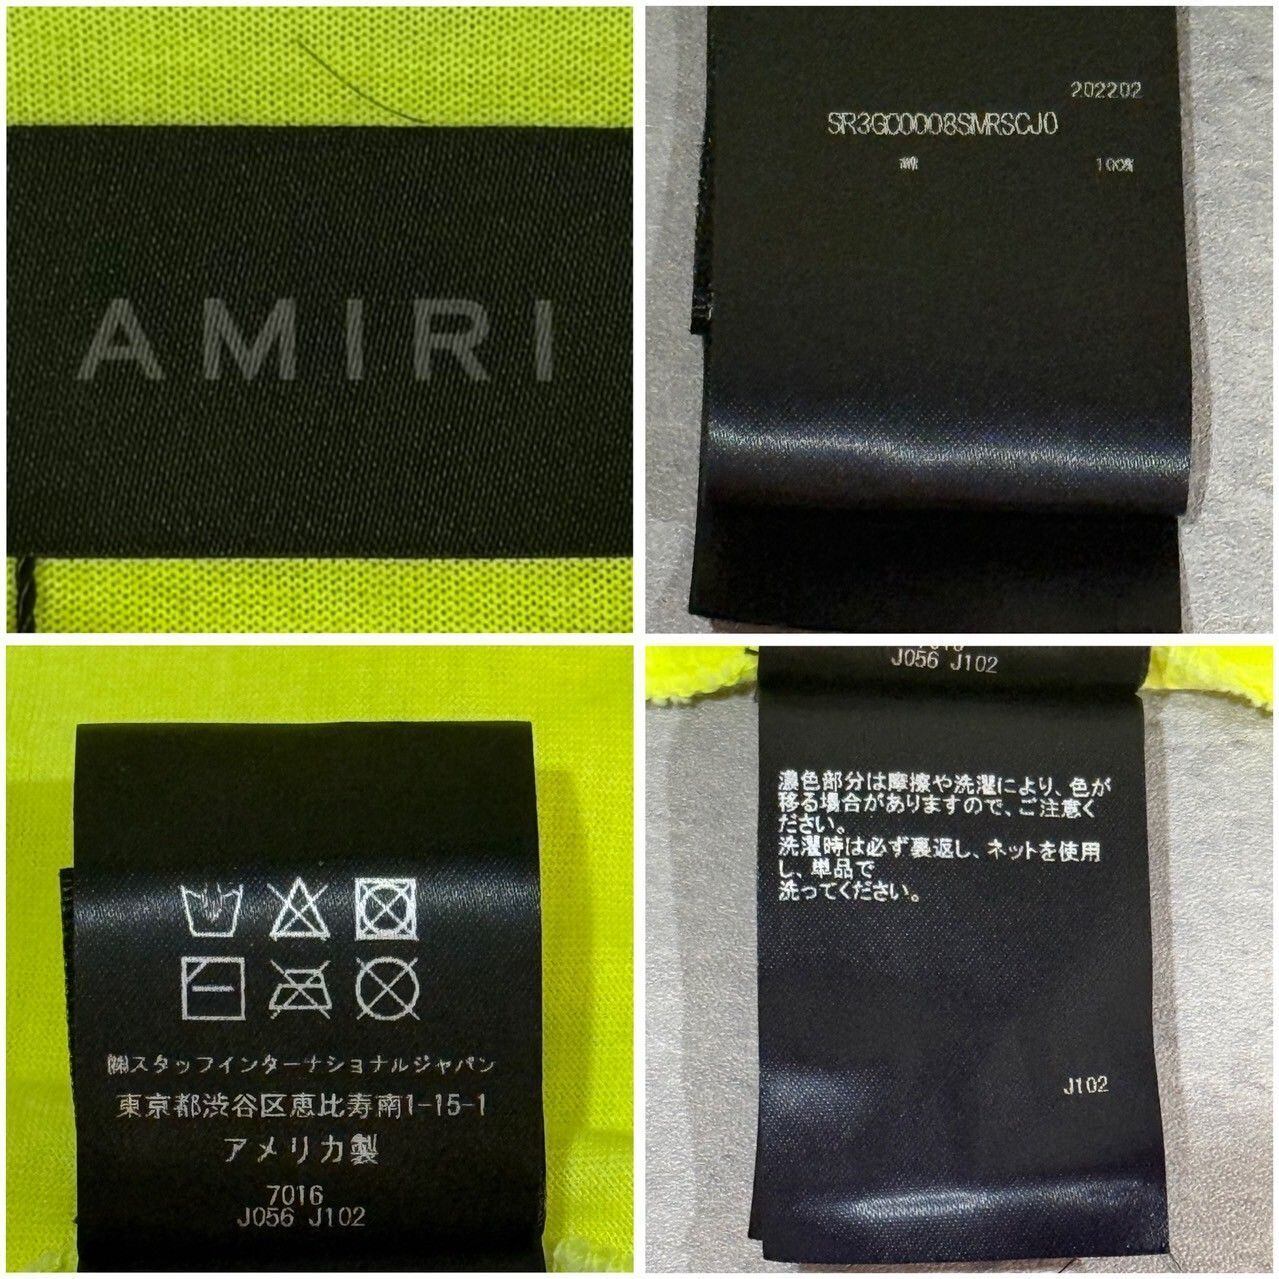 AMIRI
202202
SR3GC0008SMRSCJ0
綿 100%
㈱スタッフインターナショナルジャパン
東京都渋谷区恵比寿南1-15-1
アメリカ製
7016
J056 J102
J056 J102
濃色部分は摩擦や洗濯により、色が
移る場合がありますので、ご注意く
ださい。
洗濯時は必ず裏返し、ネットを使用
し、単品で
洗ってください。
J102